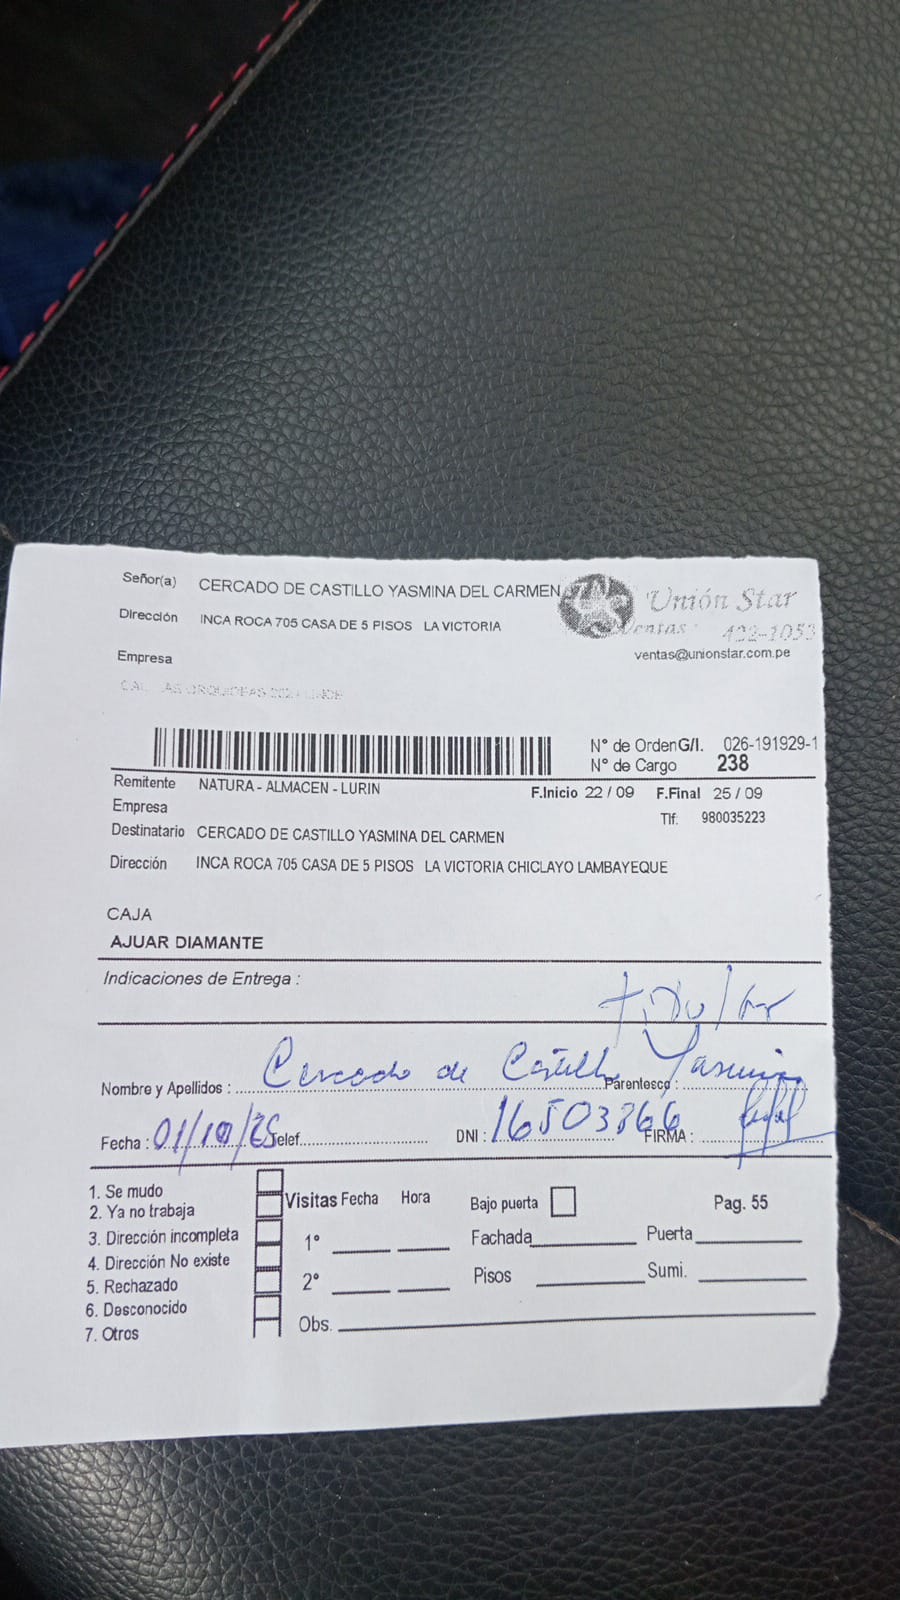 Señor(a) CERCADO DE CASTILLO YASMINA DEL CARMEN
Unión Star
Dirección INCA ROCA 705 CASA DE 5 PISOS LA VICTORIA
Ventas: 422-1053
ventas@unionstar.com.pe
Empresa
N° de Orden G/I. 026-191929-1
N° de Cargo 238
Remitente NATURA - ALMACEN - LURIN
F.Inicio 22 / 09 F.Final 25 / 09
Empresa
Tlf: 980035223
Destinatario CERCADO DE CASTILLO YASMINA DEL CARMEN
Dirección INCA ROCA 705 CASA DE 5 PISOS LA VICTORIA CHICLAYO LAMBAYEQUE
CAJA
AJUAR DIAMANTE
Indicaciones de Entrega :
Titular
Nombre y Apellidos : Cercado de Castillo Yasmina Parentesco :
Fecha : 01/10/25 Telef. DNI : 16503866 FIRMA :
1. Se mudo
2. Ya no trabaja
3. Dirección incompleta
4. Dirección No existe
5. Rechazado
6. Desconocido
7. Otros
Visitas Fecha Hora
1°
2°
Obs.
Bajo puerta
Pag. 55
Fachada Puerta
Pisos Sumi.